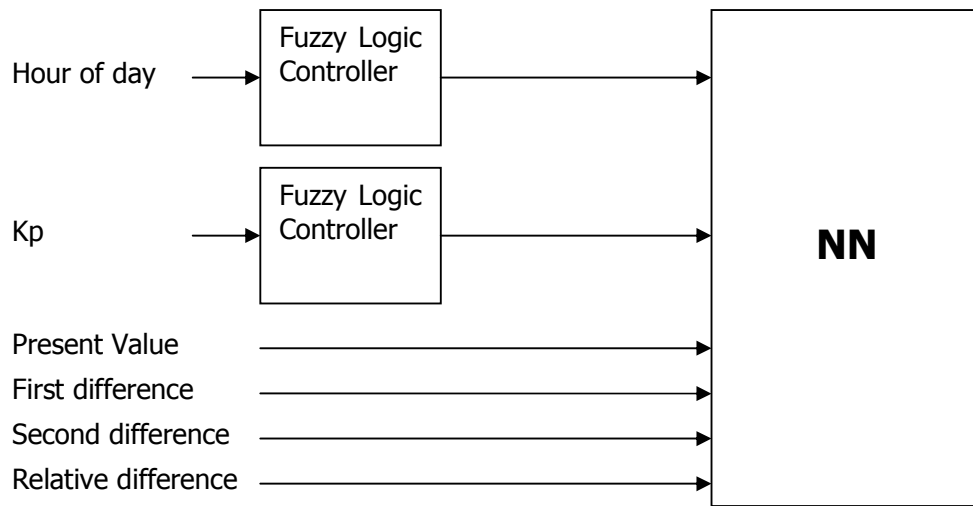 Fuzzy Logic
Controller
Hour of day
Fuzzy Logic
Controller
Kp
NN
Present Value
First difference
Second difference
Relative difference